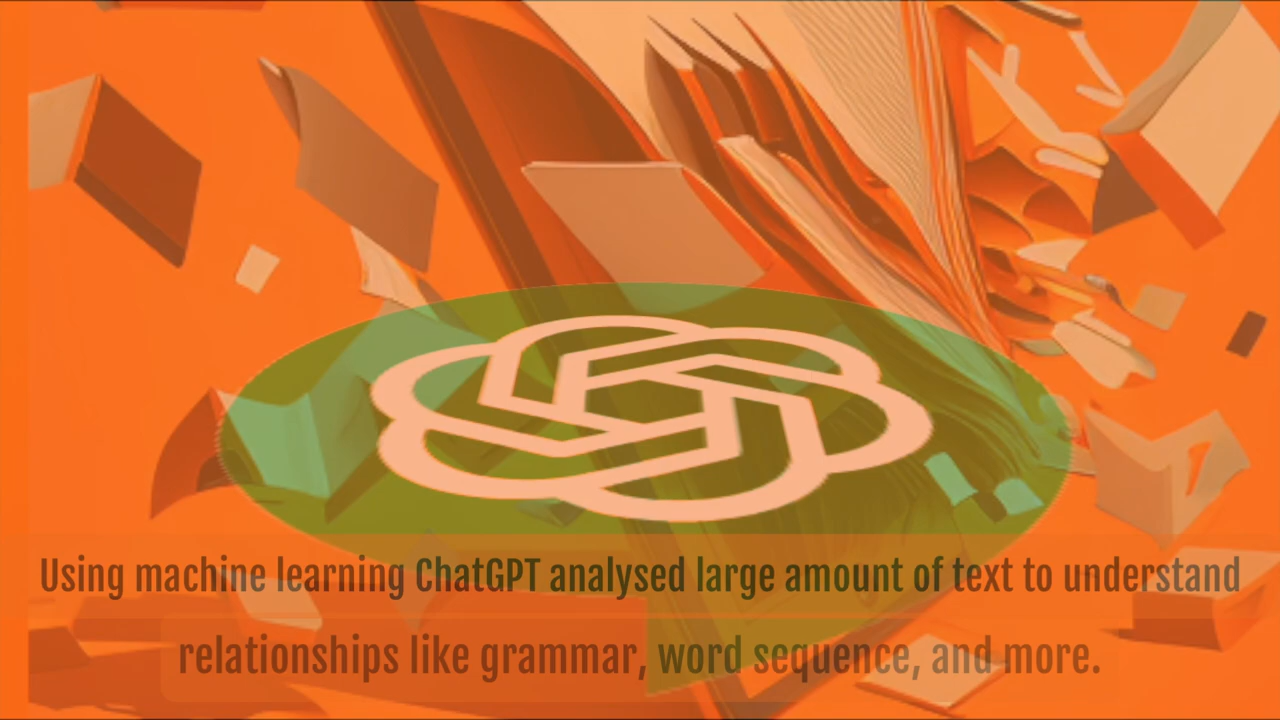 Using machine learning ChatGPT analysed large amount of text to understand
relationships like grammar, word sequence, and more.